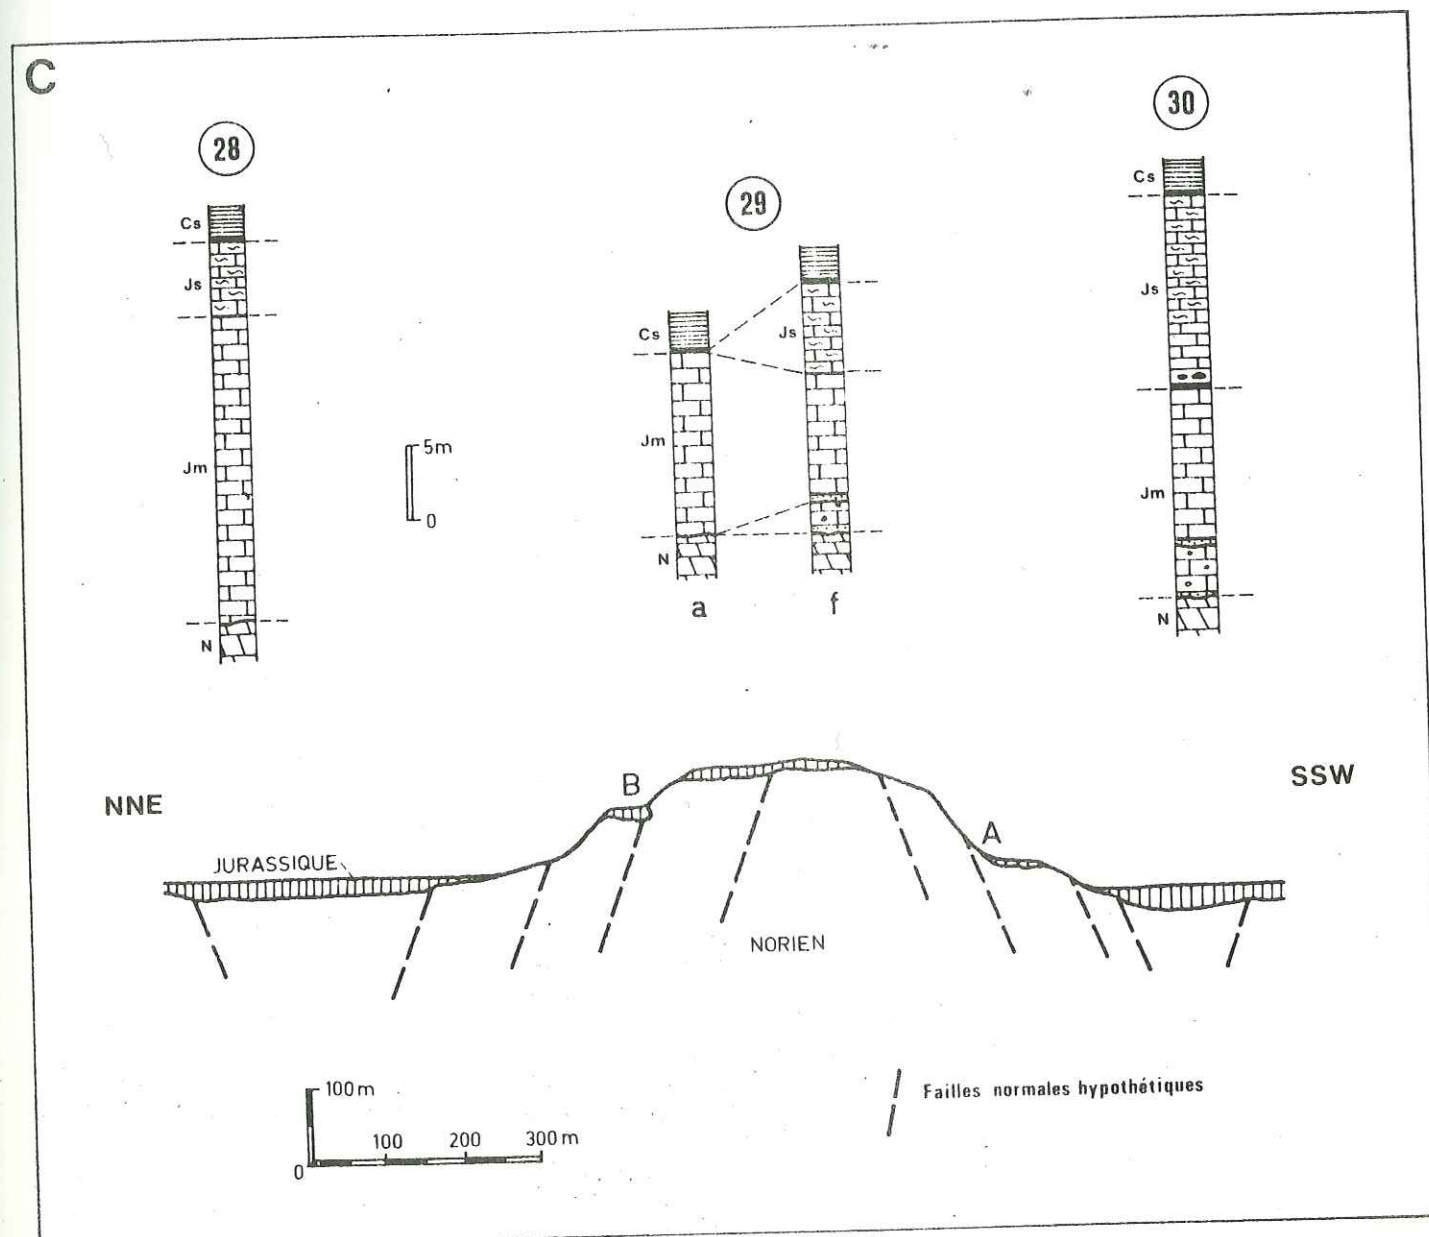 C
28
Cs
Js
Jm
N
5m
0
29
Cs
Jm
N
a
Js
f
30
Cs
Js
Jm
N
NNE
SSW
B
A
JURASSIQUE
NORIEN
100m
0
100 200 300m
Failles normales hypothétiques